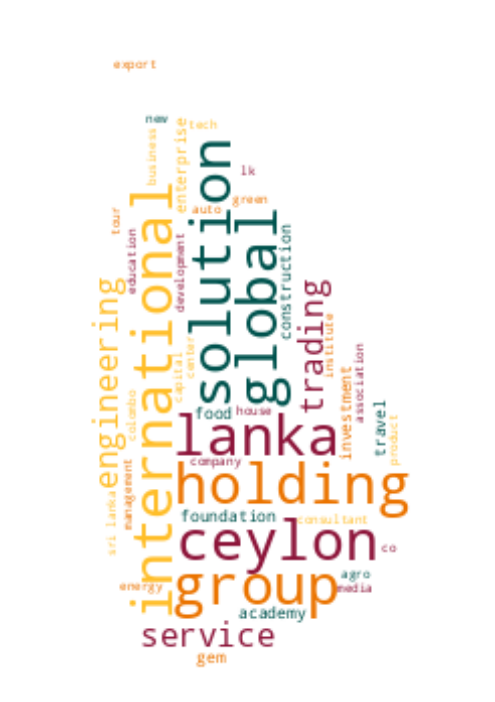 export
new
tech
business
enterprise
solution
lk
international
green
auto
tour
global
education
development
construction
engineering
trading
institute
capital
center
association
investment
colombo
travel
food
house
product
lanka
company
management
holding
sri lanka
foundation
consultant
ceylon
co
group
agro
energy
media
academy
service
gem